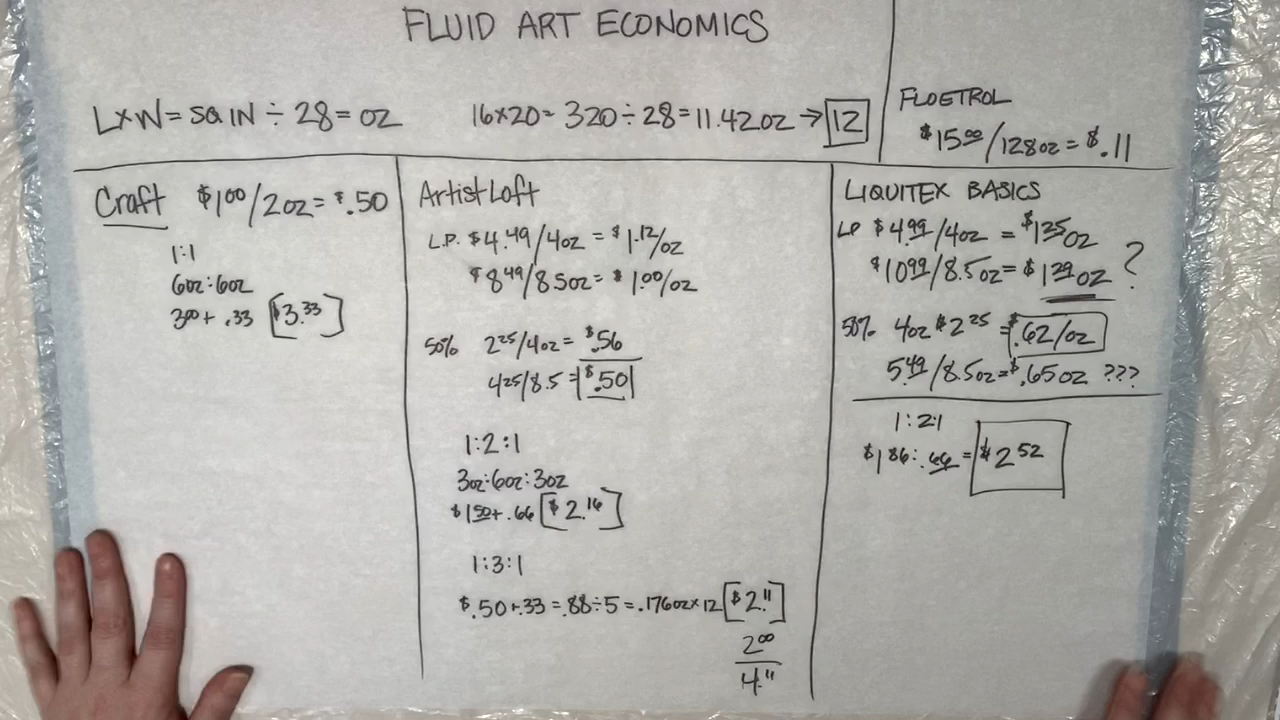 FLUID ART ECONOMICS
LXW = SQ IN ÷ 28 = OZ
16x20 = 320 ÷ 28 = 11.42 OZ → 12
FLOETROL
$15.00/128oz = $.11
Craft $1.00/2oz = $.50
1:1
6oz:6oz
3.00 + .33 [$3.33]
Artist Loft
L.P. $4.49/4oz = $1.12/oz
$8.49/8.5oz = $1.00/oz
50% 2.25/4oz = $.56
4.25/8.5 = $.50
1:2:1
3oz:6oz:3oz
$1.50 + .66 [$2.16]
1:3:1
$.50 + .33 = .88 ÷ 5 = .176oz x 12 [$2.11]
2.00
4.11
LIQUITEX BASICS
LP $4.99/4oz = $1.25oz
$10.99/8.5oz = $1.29oz ?
50% 4oz $2.25 = $.62/oz
5.49/8.5oz = $.65oz ???
1:2:1
$1.86 : .66 = $2.52